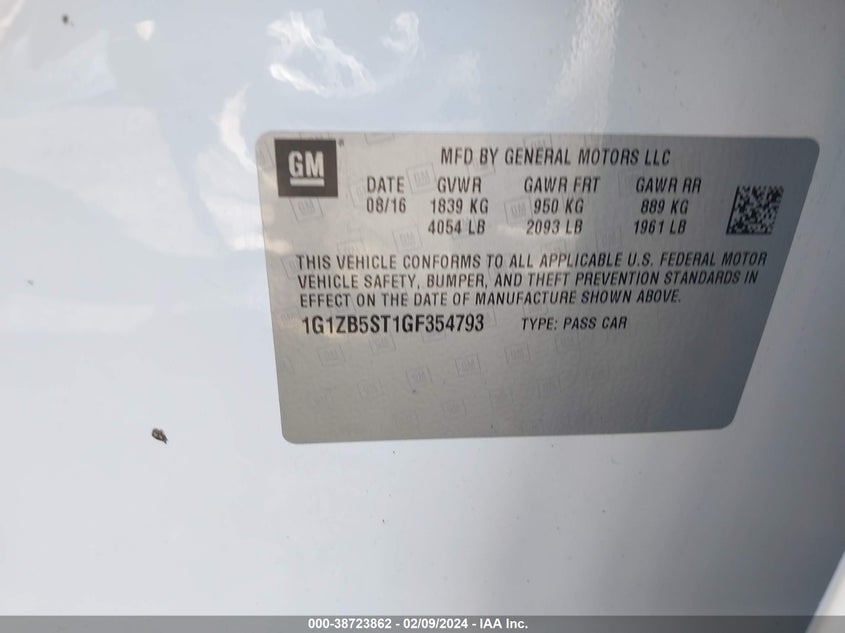 GM
MFD BY GENERAL MOTORS LLC
DATE GVWR GAWR FRT GAWR RR
08/16 1839 KG 950 KG 889 KG
4054 LB 2093 LB 1961 LB
THIS VEHICLE CONFORMS TO ALL APPLICABLE U.S. FEDERAL MOTOR
VEHICLE SAFETY, BUMPER, AND THEFT PREVENTION STANDARDS IN
EFFECT ON THE DATE OF MANUFACTURE SHOWN ABOVE.
1G1ZB5ST1GF354793 TYPE: PASS CAR
000-38723862 - 02/09/2024 - IAA Inc.